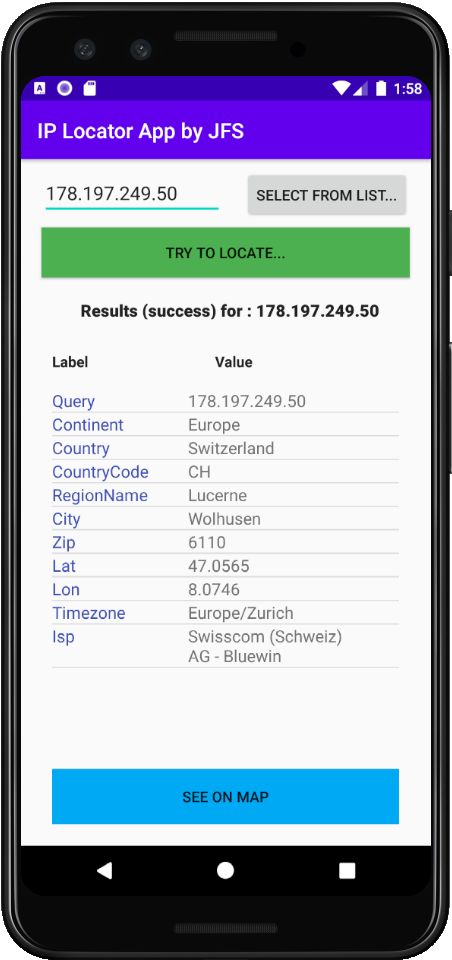 1:58
IP Locator App by JFS
178.197.249.50 SELECT FROM LIST...
TRY TO LOCATE...
Results (success) for : 178.197.249.50
Label Value
Query 178.197.249.50
Continent Europe
Country Switzerland
CountryCode CH
RegionName Lucerne
City Wolhusen
Zip 6110
Lat 47.0565
Lon 8.0746
Timezone Europe/Zurich
Isp Swisscom (Schweiz)
AG - Bluewin
SEE ON MAP